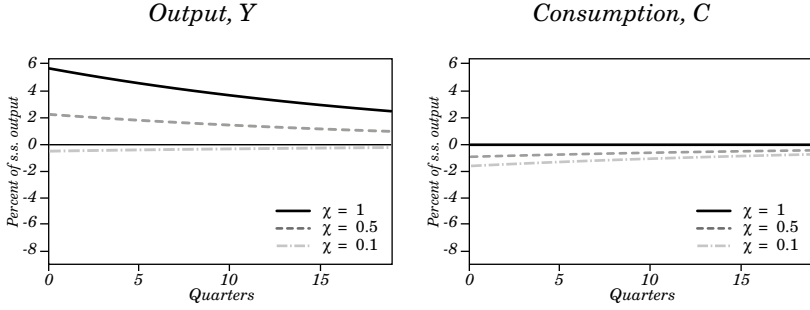 Output, Y
Percent of s.s. output
6
4
2
0
-2
-4
-6
-8
χ = 1
χ = 0.5
χ = 0.1
0
5
10
15
Quarters
Consumption, C
Percent of s.s. output
6
4
2
0
-2
-4
-6
-8
χ = 1
χ = 0.5
χ = 0.1
0
5
10
15
Quarters